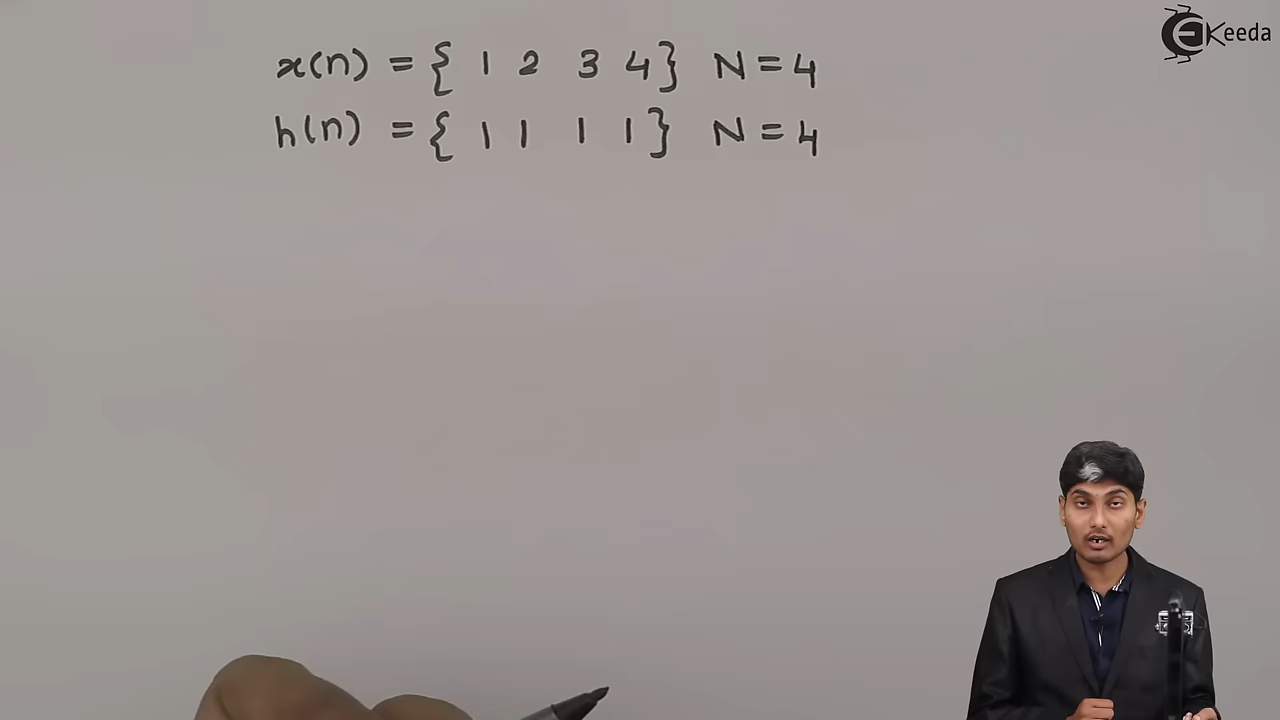 x(n) = { 1 2 3 4 } N = 4
h(n) = { 1 1 1 1 } N = 4
EKeeda